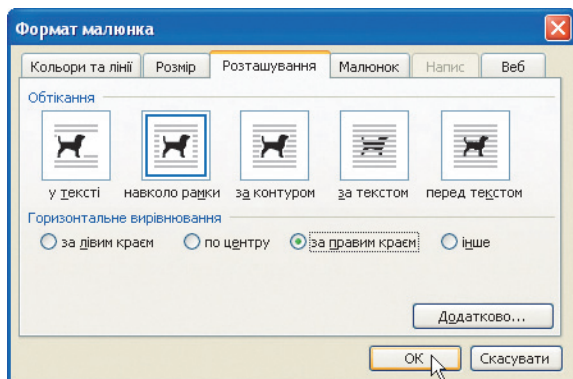 Формат малюнка
Кольори та лінії Розмір Розташування Малюнок Напис Веб
Обтікання
у тексті навколо рамки за контуром за текстом перед текстом
Горизонтальне вирівнювання
за лівим краєм по центру за правим краєм інше
Додатково...
ОК Скасувати